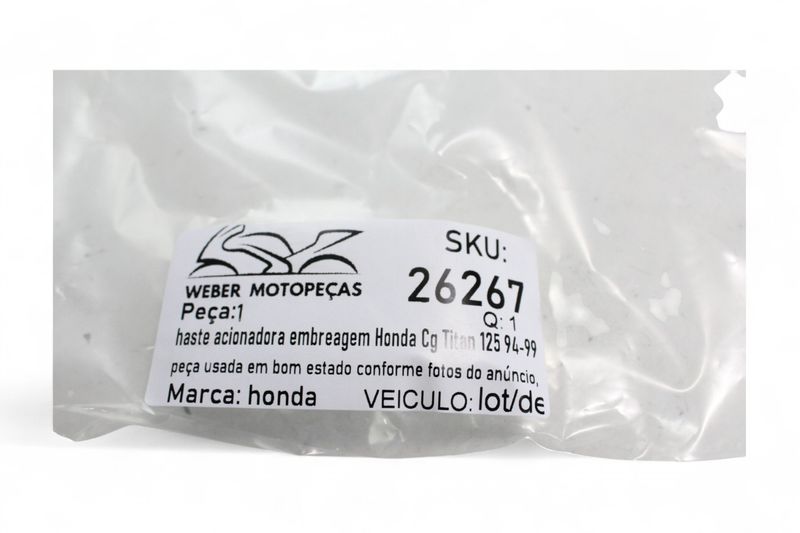 WEBER MOTOPEÇAS
SKU:
26267
Peça:1
Q: 1
haste acionadora embreagem Honda Cg Titan 125 94-99
peça usada em bom estado conforme fotos do anúncio,
Marca: honda
VEICULO: lot/de